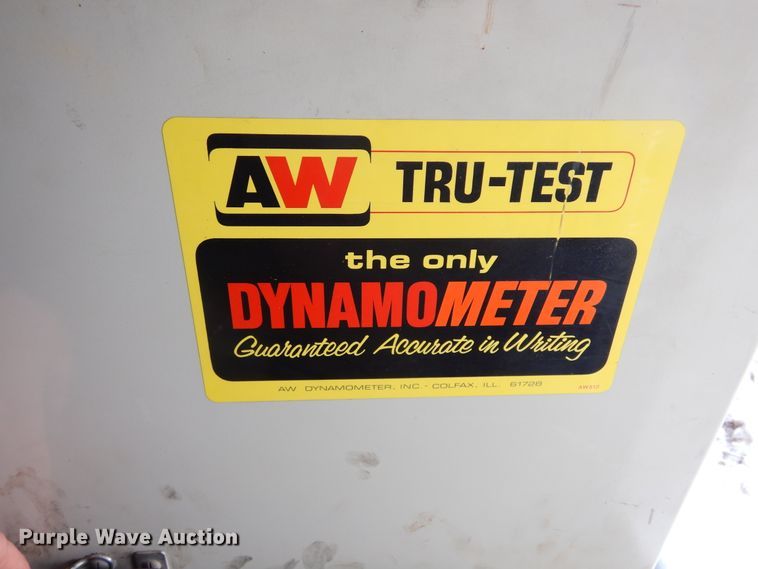 AW TRU-TEST
the only
DYNAMOMETER
Guaranteed Accurate in Writing
AW DYNAMOMETER, INC. - COLFAX, ILL. 61728 AW512
Purple Wave Auction